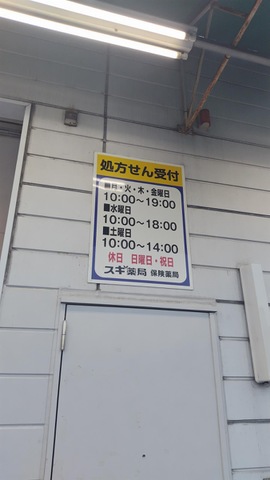 処方せん受付
■月・火・木・金曜日
10:00～19:00
■水曜日
10:00～18:00
■土曜日
10:00～14:00
休日 日曜日・祝日
スギ薬局 保険薬局